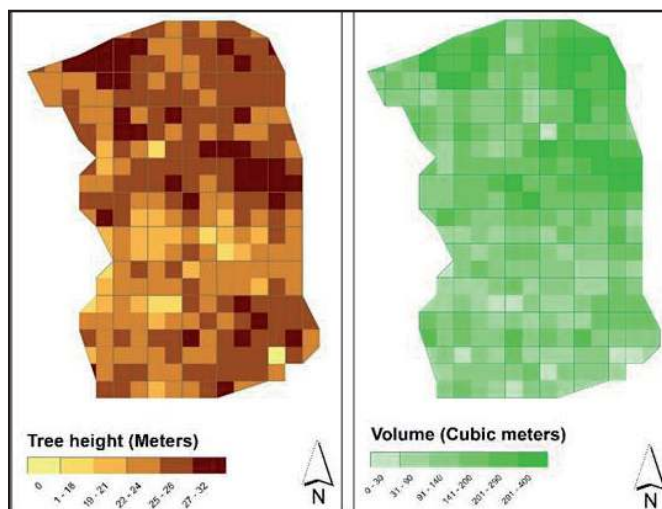 Tree height (Meters)
0
1 - 18
19 - 21
22 - 24
25 - 26
27 - 32
N
Volume (Cubic meters)
0 - 30
31 - 90
91 - 140
141 - 200
201 - 290
291 - 400
N